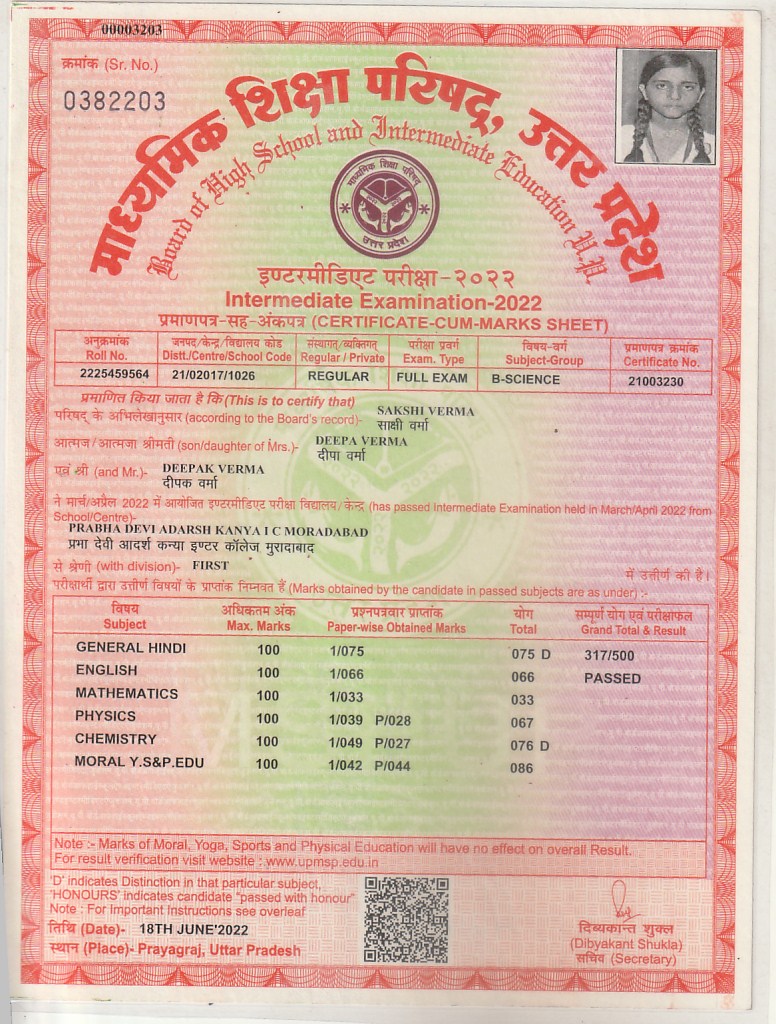 00003203
क्रमांक (Sr. No.)
0382203
माध्यमिक शिक्षा परिषद्, उत्तर प्रदेश
Board of High School and Intermediate Education U.P.
माध्यमिक शिक्षा परिषद्
उत्तर प्रदेश
इण्टरमीडिएट परीक्षा-२०२२
Intermediate Examination-2022
प्रमाणपत्र-सह-अंकपत्र (CERTIFICATE-CUM-MARKS SHEET)
अनुक्रमांक जनपद/केन्द्र/विद्यालय कोड संस्थागत/व्यक्तिगत परीक्षा प्रवर्ग विषय-वर्ग प्रमाणपत्र क्रमांक
Roll No. Distt./Centre/School Code Regular / Private Exam. Type Subject-Group Certificate No.
2225459564 21/02017/1026 REGULAR FULL EXAM B-SCIENCE 21003230
प्रमाणित किया जाता है कि (This is to certify that)
SAKSHI VERMA
परिषद् के अभिलेखानुसार (according to the Board's record)- साक्षी वर्मा
DEEPA VERMA
आत्मज/आत्मजा श्रीमती (son/daughter of Mrs.)- दीपा वर्मा
एवं श्री (and Mr.)- DEEPAK VERMA
दीपक वर्मा
ने मार्च/अप्रैल 2022 में आयोजित इण्टरमीडिएट परीक्षा विद्यालय/केन्द्र (has passed Intermediate Examination held in March/April 2022 from
School/Centre)-
PRABHA DEVI ADARSH KANYA I C MORADABAD
प्रभा देवी आदर्श कन्या इण्टर कॉलेज मुरादाबाद
से श्रेणी (with division)- FIRST में उत्तीर्ण की है।
परीक्षार्थी द्वारा उत्तीर्ण विषयों के प्राप्तांक निम्नवत हैं (Marks obtained by the candidate in passed subjects are as under) :-
विषय अधिकतम अंक प्रश्नपत्रवार प्राप्तांक योग सम्पूर्ण योग एवं परीक्षाफल
Subject Max. Marks Paper-wise Obtained Marks Total Grand Total & Result
GENERAL HINDI 100 1/075 075 D 317/500
ENGLISH 100 1/066 066 PASSED
MATHEMATICS 100 1/033 033
PHYSICS 100 1/039 P/028 067
CHEMISTRY 100 1/049 P/027 076 D
MORAL Y.S&P.EDU 100 1/042 P/044 086
Note :- Marks of Moral, Yoga, Sports and Physical Education will have no effect on overall Result.
For result verification visit website : www.upmsp.edu.in
'D' indicates Distinction in that particular subject,
'HONOURS' indicates candidate "passed with honour"
Note : For Important Instructions see overleaf
तिथि (Date)- 18TH JUNE'2022
स्थान (Place)- Prayagraj, Uttar Pradesh
दिब्यकान्त शुक्ल
(Dibyakant Shukla)
सचिव (Secretary)